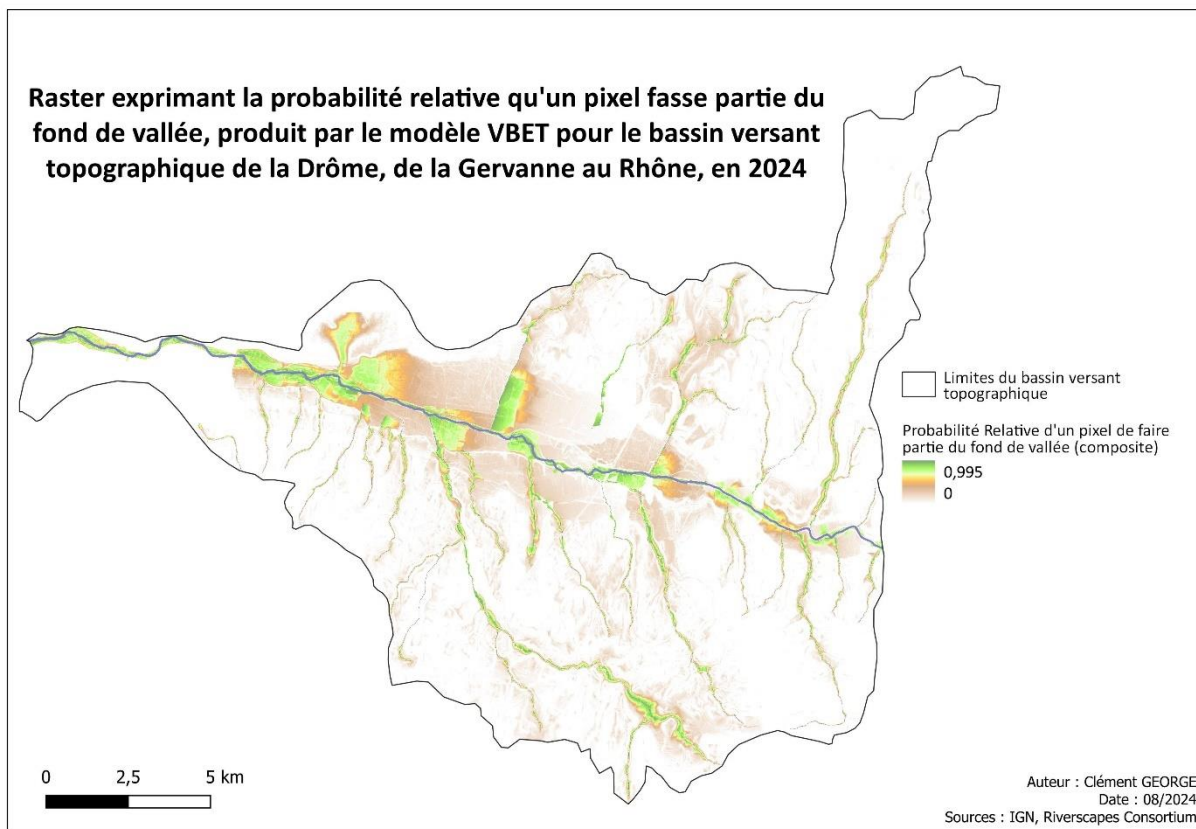 Raster exprimant la probabilité relative qu'un pixel fasse partie du
fond de vallée, produit par le modèle VBET pour le bassin versant
topographique de la Drôme, de la Gervanne au Rhône, en 2024
Limites du bassin versant
topographique
Probabilité Relative d'un pixel de faire
partie du fond de vallée (composite)
0,995
0
0 2,5 5 km
Auteur : Clément GEORGE
Date : 08/2024
Sources : IGN, Riverscapes Consortium